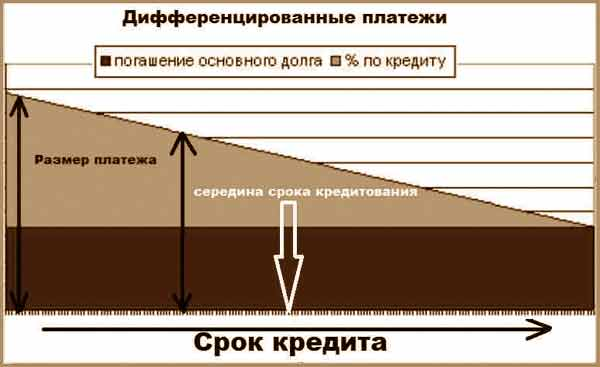 Дифференцированные платежи
погашение основного долга % по кредиту
Размер платежа
середина срока кредитования
Срок кредита